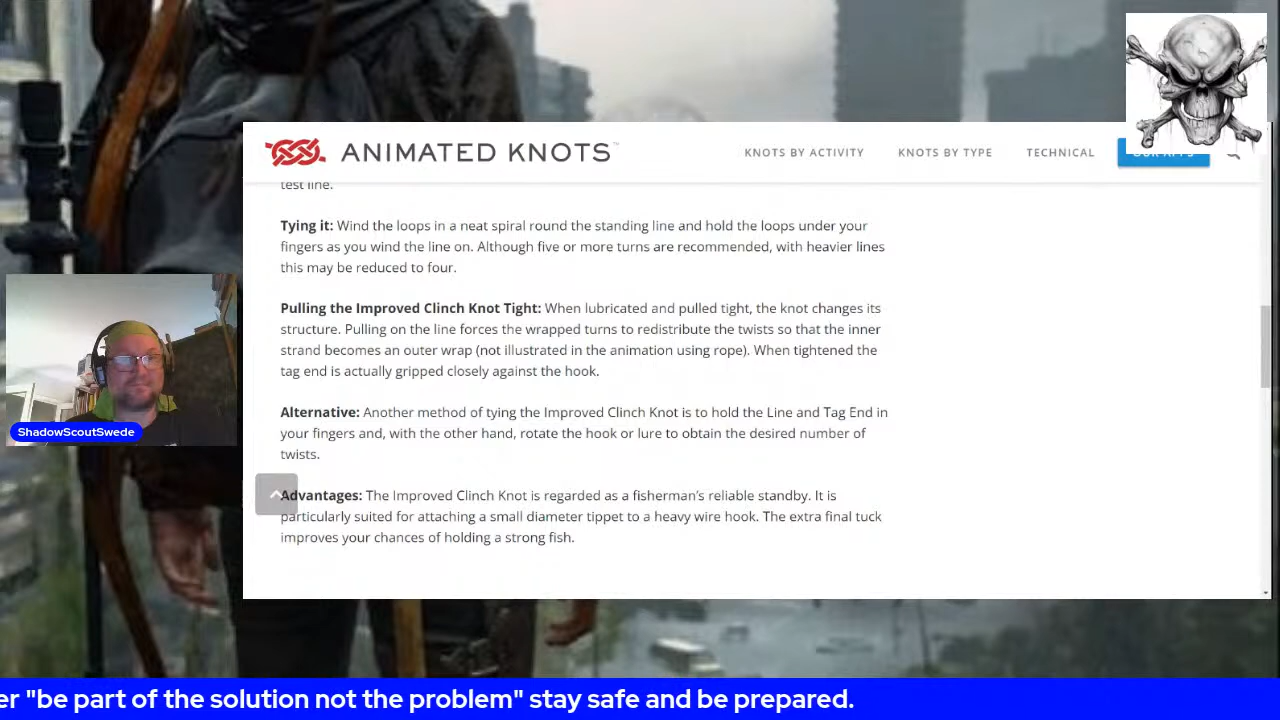 ANIMATED KNOTS™
KNOTS BY ACTIVITY
KNOTS BY TYPE
TECHNICAL
test line.
Tying it: Wind the loops in a neat spiral round the standing line and hold the loops under your
fingers as you wind the line on. Although five or more turns are recommended, with heavier lines
this may be reduced to four.
Pulling the Improved Clinch Knot Tight: When lubricated and pulled tight, the knot changes its
structure. Pulling on the line forces the wrapped turns to redistribute the twists so that the inner
strand becomes an outer wrap (not illustrated in the animation using rope). When tightened the
tag end is actually gripped closely against the hook.
Alternative: Another method of tying the Improved Clinch Knot is to hold the Line and Tag End in
your fingers and, with the other hand, rotate the hook or lure to obtain the desired number of
twists.
Advantages: The Improved Clinch Knot is regarded as a fisherman's reliable standby. It is
particularly suited for attaching a small diameter tippet to a heavy wire hook. The extra final tuck
improves your chances of holding a strong fish.
ShadowScoutSwede
er "be part of the solution not the problem" stay safe and be prepared.